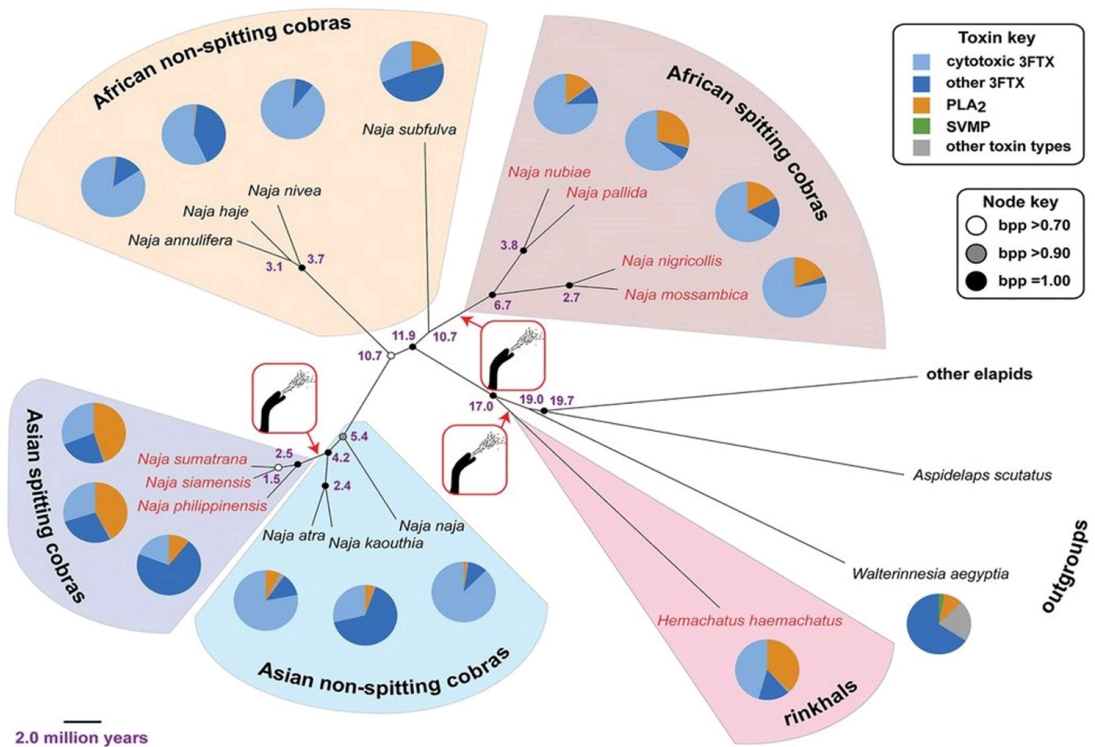 African non-spitting cobras
Naja subfulva
Naja nivea
Naja haje
Naja annulifera
3.7
3.1
African spitting cobras
Naja nubiae
Naja pallida
3.8
Naja nigricollis
Naja mossambica
2.7
6.7
Toxin key
cytotoxic 3FTX
other 3FTX
PLA2
SVMP
other toxin types
Node key
bpp >0.70
bpp >0.90
bpp =1.00
11.9
10.7
10.7
17.0
19.0
19.7
other elapids
Aspidelaps scutatus
Walterinnesia aegyptia
outgroups
Hemachatus haemachatus
rinkhals
Asian spitting cobras
2.5
Naja sumatrana
1.5
Naja siamensis
Naja philippinensis
5.4
4.2
2.4
Naja naja
Naja atra
Naja kaouthia
Asian non-spitting cobras
2.0 million years